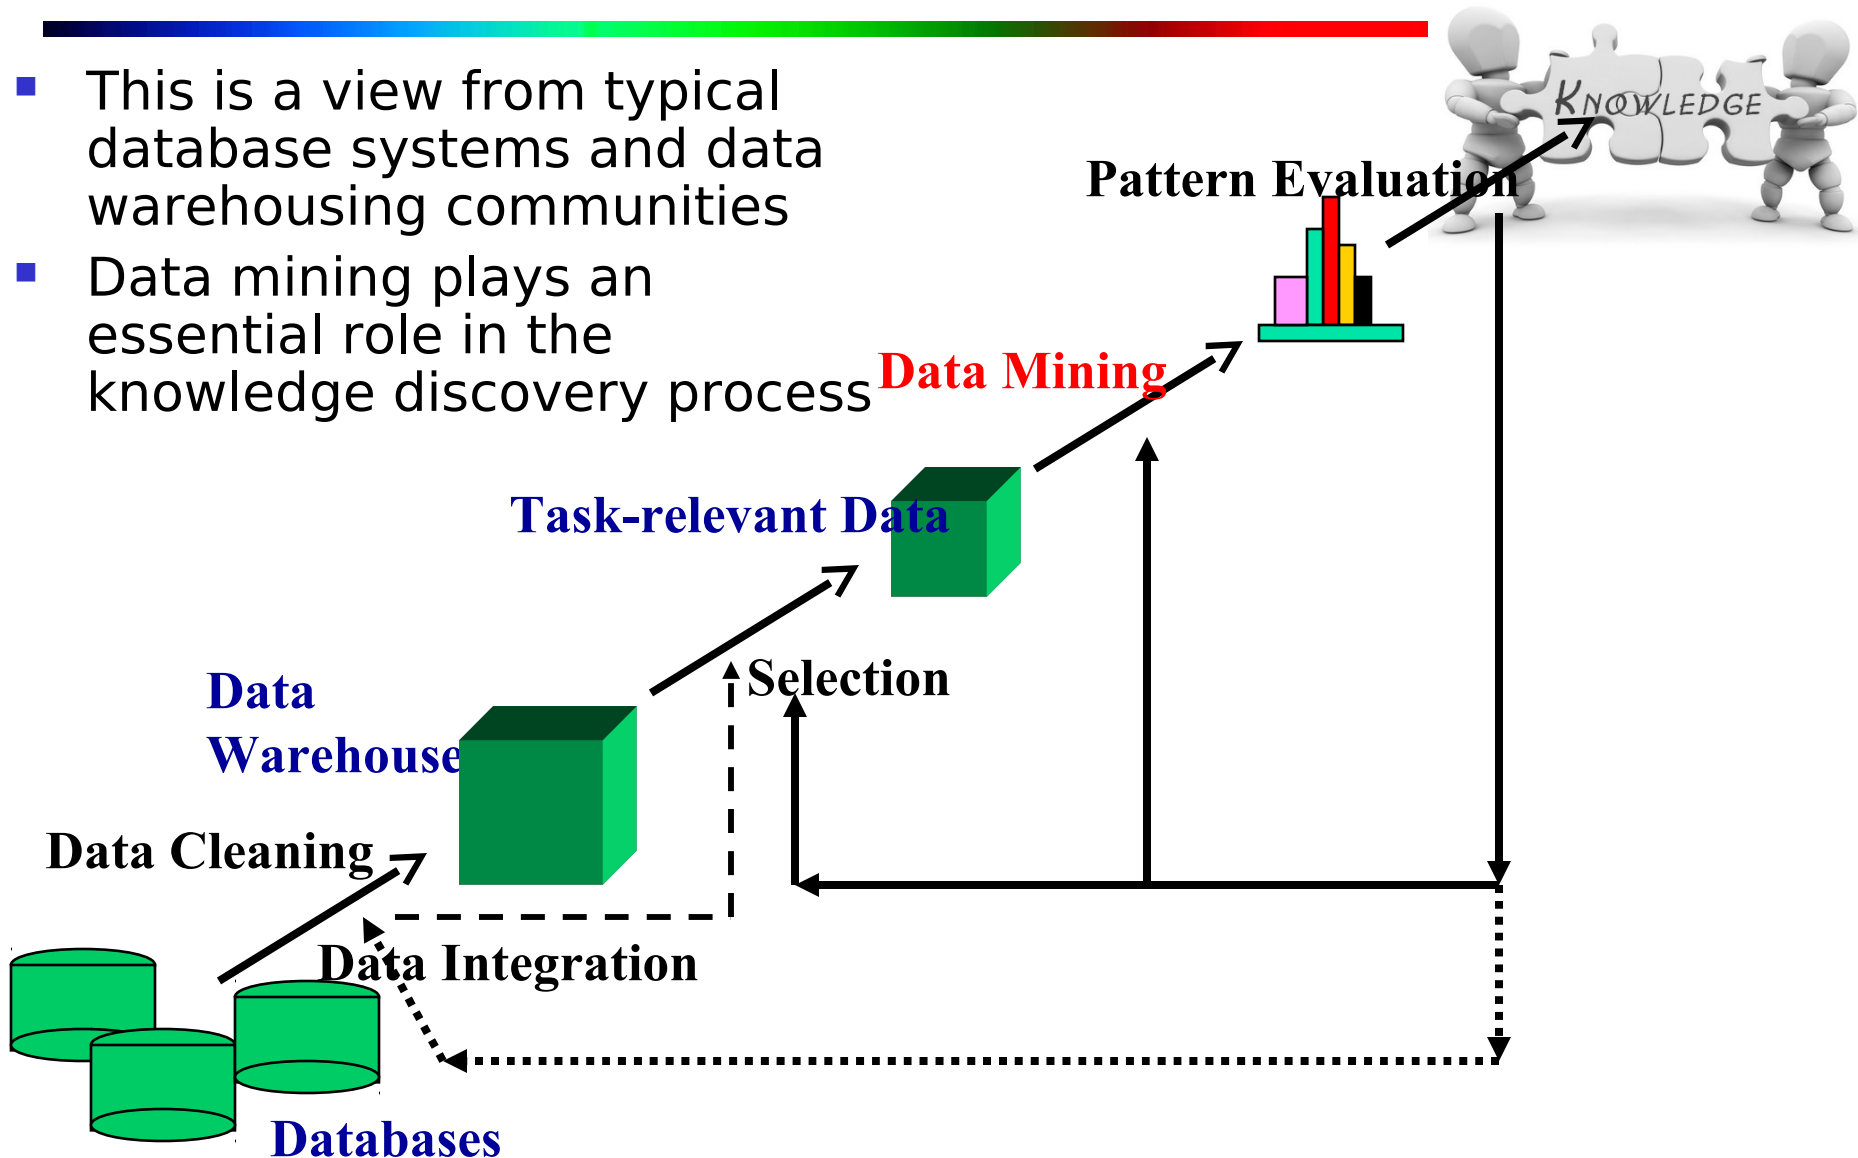 This is a view from typical
database systems and data
warehousing communities
Data mining plays an
essential role in the
knowledge discovery process
KNOWLEDGE
Pattern Evaluation
Data Mining
Task-relevant Data
Selection
Data
Warehouse
Data Cleaning
Data Integration
Databases